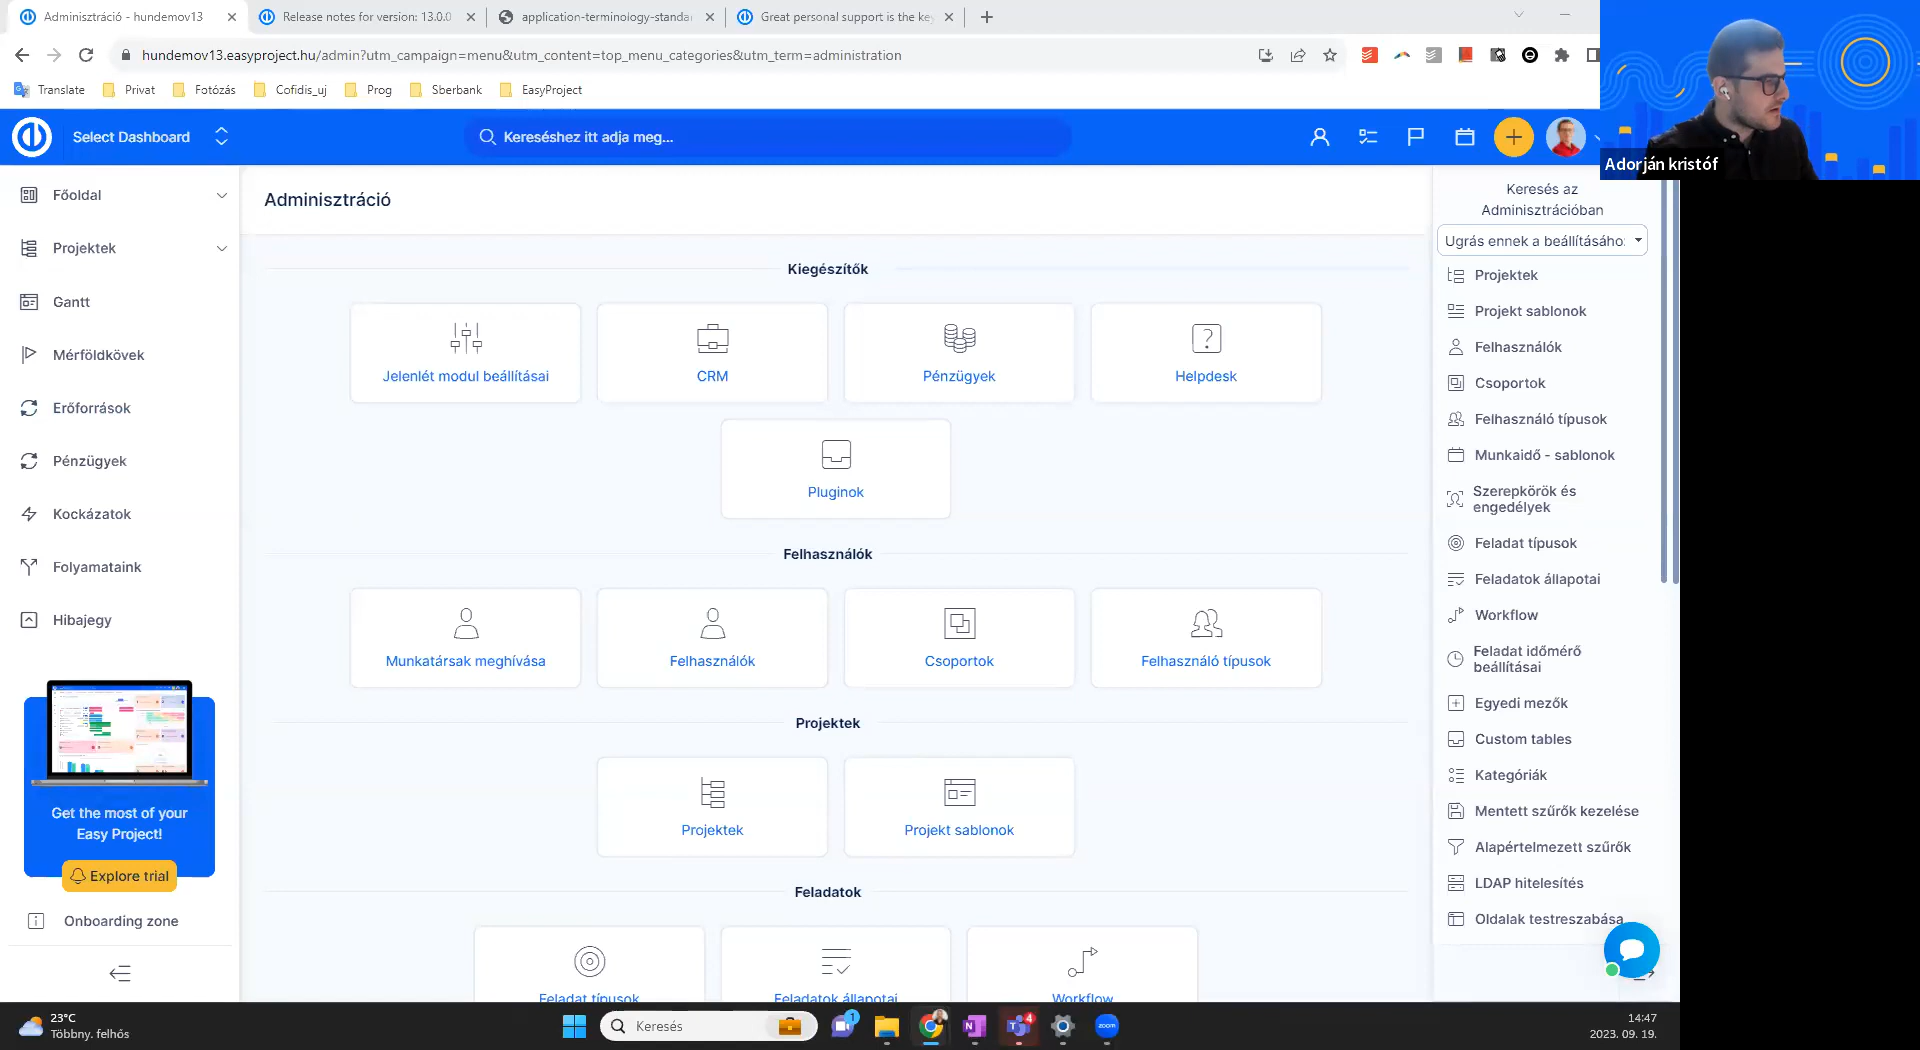 Adminisztráció - hundemov13
Release notes for version: 13.0.0
application-terminology-standa
Great personal support is the key
hundemov13.easyproject.hu/admin?utm_campaign=menu&utm_content=top_menu_categories&utm_term=administration
Translate
Privat
Fotózás
Cofidis_uj
Prog
Sberbank
EasyProject
Select Dashboard
Kereséshez itt adja meg...
Adorján kristóf
Főoldal
Projektek
Gantt
Mérföldkövek
Erőforrások
Pénzügyek
Kockázatok
Folyamataink
Hibajegy
Get the most of your
Easy Project!
Explore trial
Onboarding zone
Adminisztráció
Kiegészítők
Jelenlét modul beállításai
CRM
Pénzügyek
Helpdesk
Pluginok
Felhasználók
Munkatársak meghívása
Felhasználók
Csoportok
Felhasználó típusok
Projektek
Projektek
Projekt sablonok
Feladatok
Feladat típusok
Feladatok állapotai
Workflow
Keresés az
Adminisztrációban
Ugrás ennek a beállításáho:
Projektek
Projekt sablonok
Felhasználók
Csoportok
Felhasználó típusok
Munkaidő - sablonok
Szerepkörök és
engedélyek
Feladat típusok
Feladatok állapotai
Workflow
Feladat időmérő
beállításai
Egyedi mezők
Custom tables
Kategóriák
Mentett szűrők kezelése
Alapértelmezett szűrők
LDAP hitelesítés
Oldalak testreszabása
23°C
Többny. felhős
Keresés
1
4
zoom
14:47
2023. 09. 19.